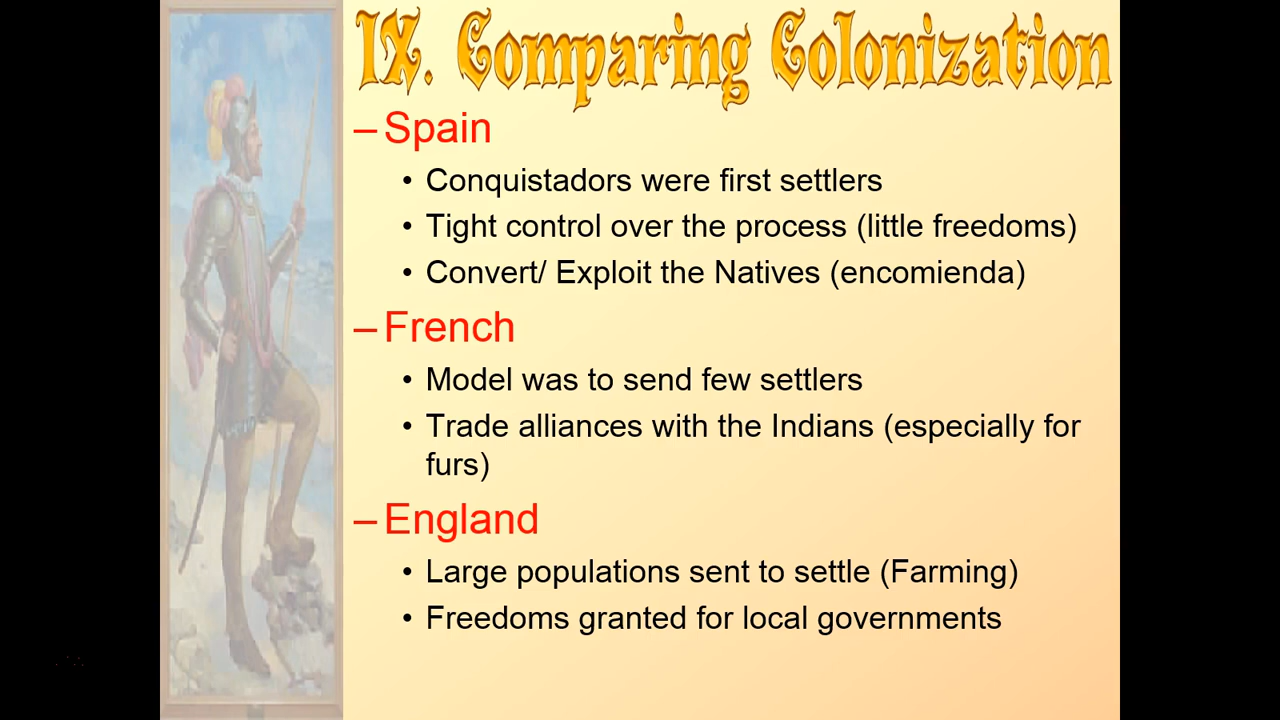 IX. Comparing Colonization
– Spain
• Conquistadors were first settlers
• Tight control over the process (little freedoms)
• Convert/ Exploit the Natives (encomienda)
– French
• Model was to send few settlers
• Trade alliances with the Indians (especially for
furs)
– England
• Large populations sent to settle (Farming)
• Freedoms granted for local governments